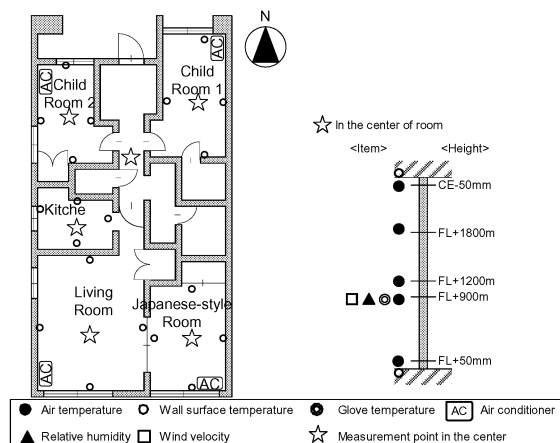 N
AC
AC
Child
Room 1
Child
Room 2
In the center of room
<Item>
<Height>
CE-50mm
FL+1800m
FL+1200m
FL+900m
FL+50mm
Kitche
Living
Room
Japanese-style
Room
AC
AC
Air temperature
Wall surface temperature
Glove temperature
AC
Air conditioner
Relative humidity
Wind velocity
Measurement point in the center